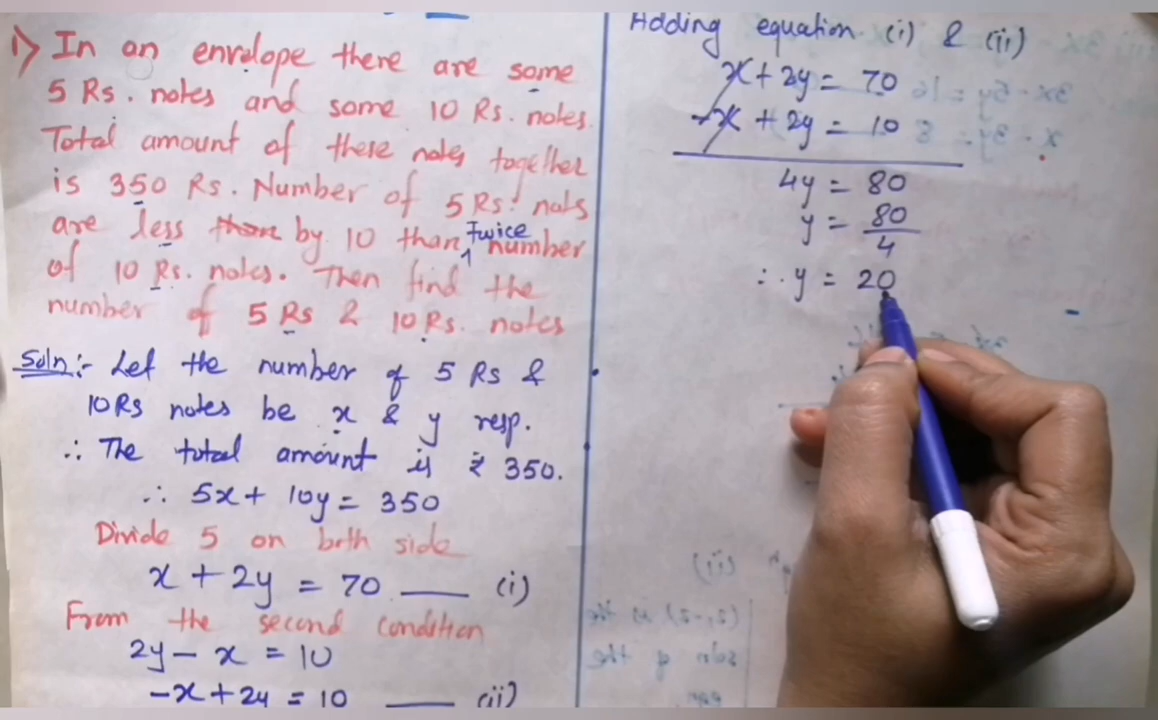 1) In an envelope there are some
5 Rs. notes and some 10 Rs. notes.
Total amount of these notes together
is 350 Rs. Number of 5 Rs. nots
are less than by 10 than twice number
of 10 Rs. notes. Then find the
number of 5 Rs & 10 Rs. notes
Soln:- Let the number of 5 Rs &
10 Rs notes be x & y resp.
∴ The total amount is ₹ 350.
∴ 5x + 10y = 350
Divide 5 on both side
x + 2y = 70 —— (i)
From the second condition
2y - x = 10
-x + 2y = 10 —— (ii)
Adding equation (i) & (ii)
x + 2y = 70
-x + 2y = 10
4y = 80
y = 80
4
∴ y = 20